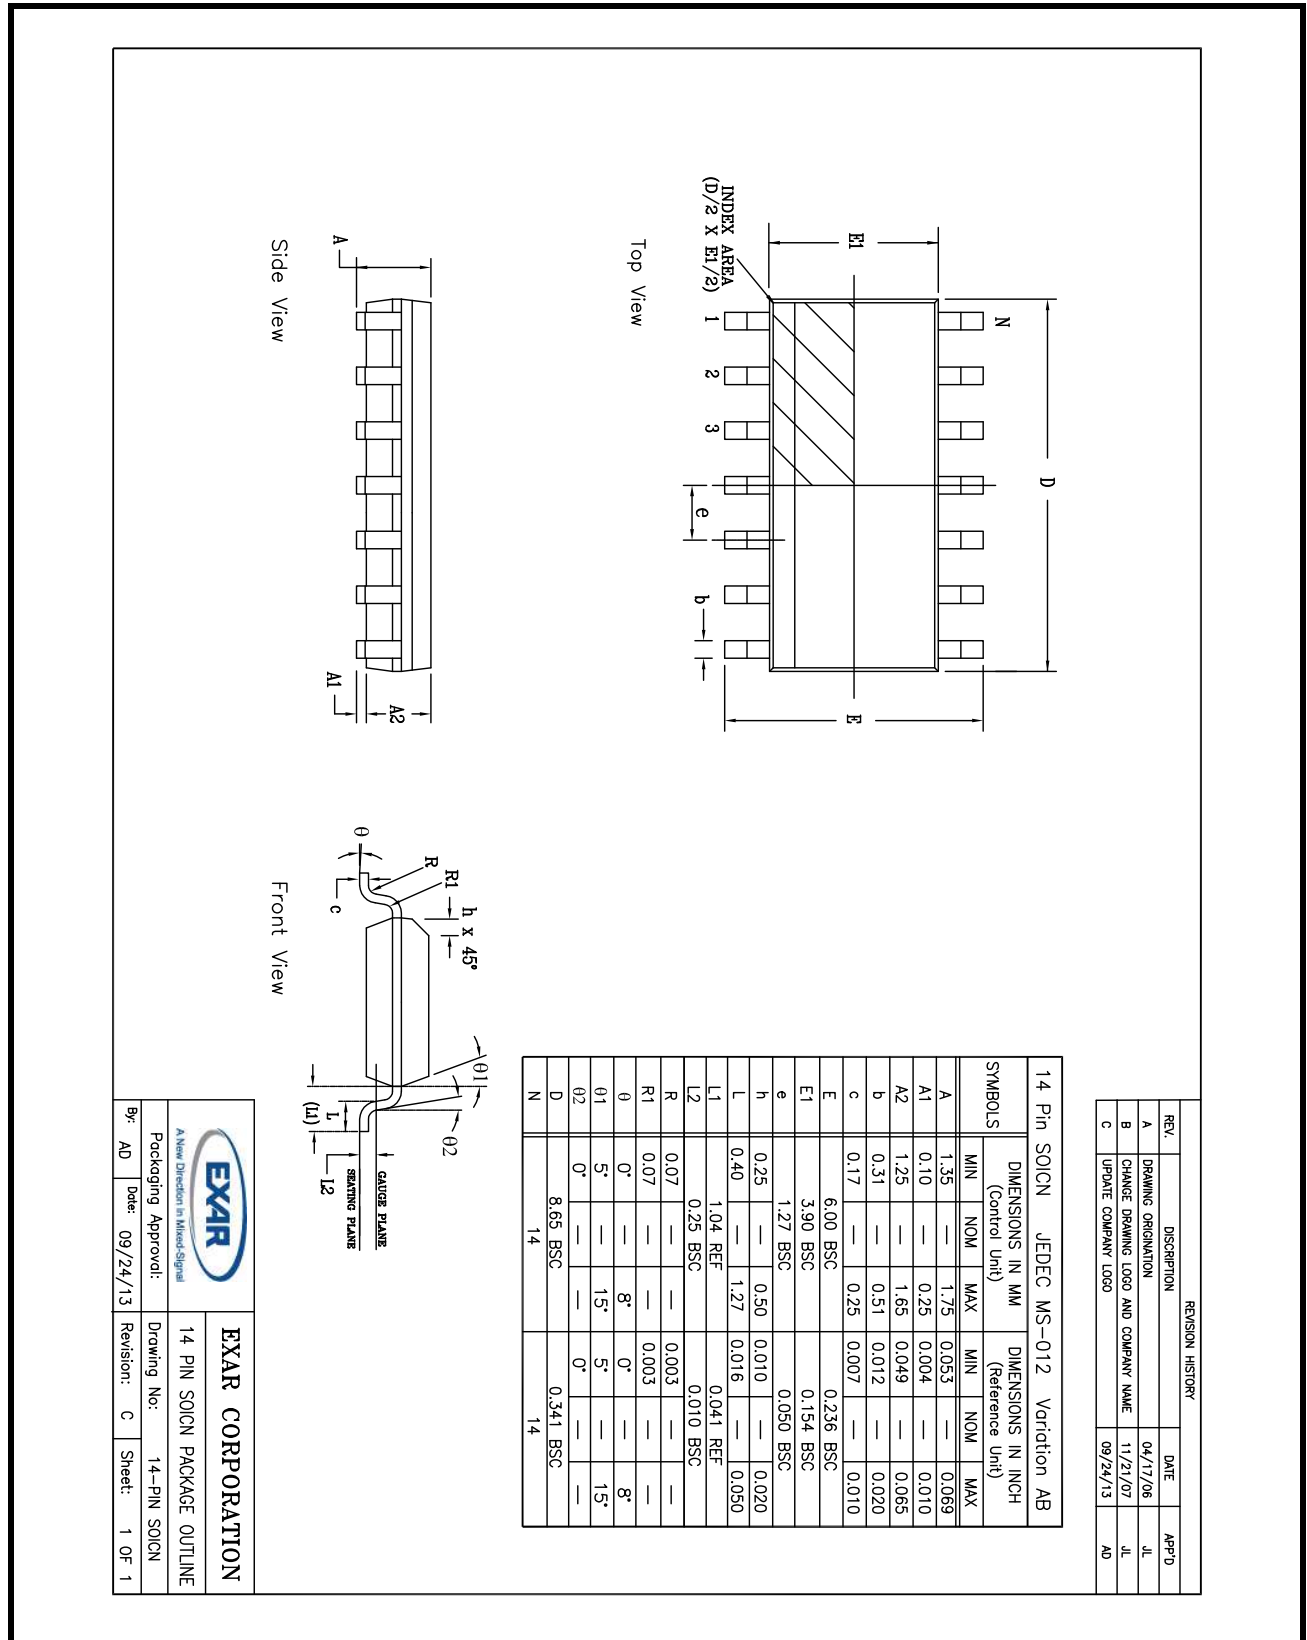 REVISION HISTORY
REV. DISCRIPTION DATE APP'D
A DRAWING ORIGINATION 04/17/06 JL
B CHANGE DRAWING LOGO AND COMPANY NAME 11/21/07 JL
C UPDATE COMPANY LOGO 09/24/13 AD
D
N
E1
E
INDEX AREA
(D/2 X E1/2)
1 2 3
e
b
Top View
14 Pin SOICN JEDEC MS-012 Variation AB
SYMBOLS DIMENSIONS IN MM (Control Unit) DIMENSIONS IN INCH (Reference Unit)
MIN NOM MAX MIN NOM MAX
A 1.35 — 1.75 0.053 — 0.069
A1 0.10 — 0.25 0.004 — 0.010
A2 1.25 — 1.65 0.049 — 0.065
b 0.31 — 0.51 0.012 — 0.020
c 0.17 — 0.25 0.007 — 0.010
E 6.00 BSC 0.236 BSC
E1 3.90 BSC 0.154 BSC
e 1.27 BSC 0.050 BSC
h 0.25 — 0.50 0.010 — 0.020
L 0.40 — 1.27 0.016 — 0.050
L1 1.04 REF 0.041 REF
L2 0.25 BSC 0.010 BSC
R 0.07 — — 0.003 — —
R1 0.07 — — 0.003 — —
θ 0° — 8° 0° — 8°
θ1 5° — 15° 5° — 15°
θ2 0° — — 0° — —
D 8.65 BSC 0.341 BSC
N 14 14
A
A1
A2
Side View
h x 45°
R1
R
θ
c
θ1
θ2
L
(L1)
L2
GAUGE PLANE
SEATING PLANE
Front View
EXAR
A New Direction in Mixed-Signal
EXAR CORPORATION
14 PIN SOICN PACKAGE OUTLINE
Packaging Approval: Drawing No: 14-PIN SOICN
By: AD Date: 09/24/13 Revision: C Sheet: 1 OF 1